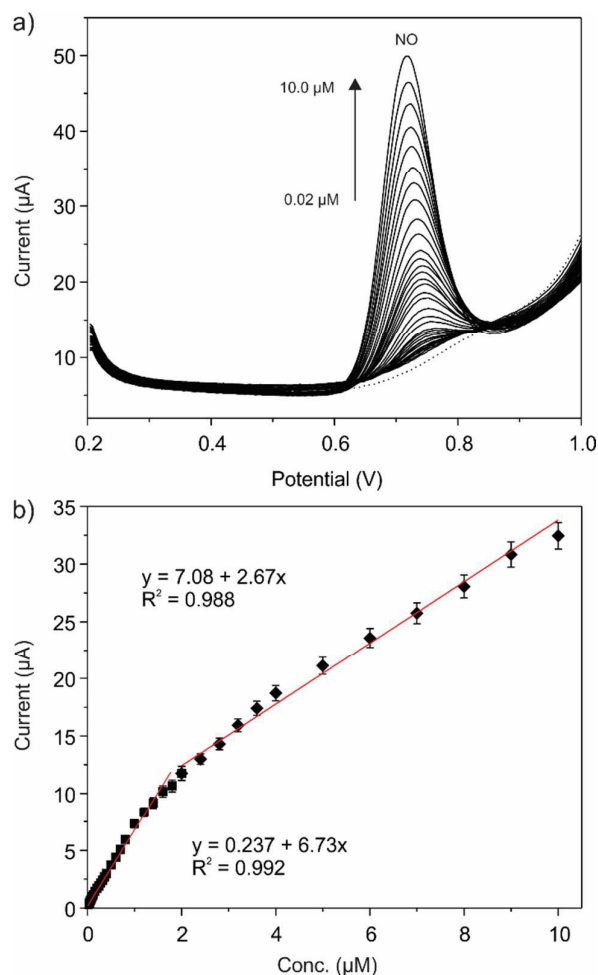 a)
NO
10.0 µM
0.02 µM
50
40
30
20
10
Current (µA)
0.2 0.4 0.6 0.8 1.0
Potential (V)
b)
y = 7.08 + 2.67x
R² = 0.988
y = 0.237 + 6.73x
R² = 0.992
35
30
25
20
15
10
5
0
Current (µA)
0 2 4 6 8 10
Conc. (µM)